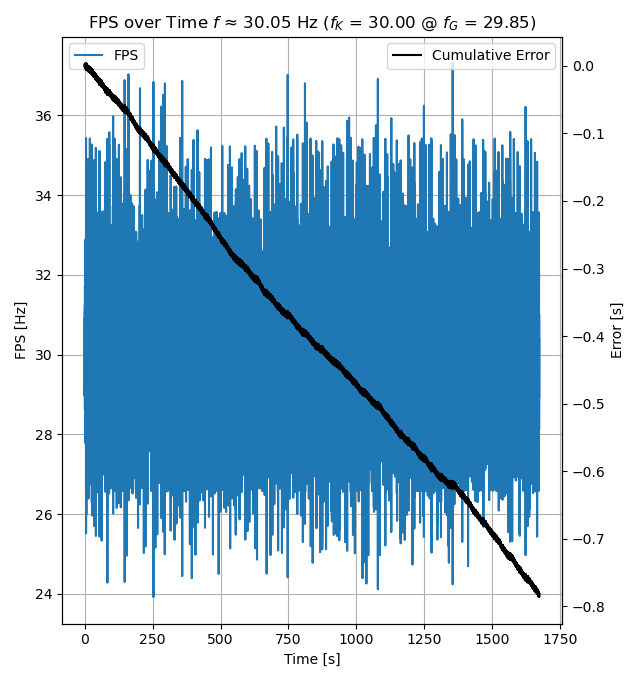 FPS over Time f ≈ 30.05 Hz (f_K = 30.00 @ f_G = 29.85)
FPS
Cumulative Error
36
34
32
30
28
26
24
FPS [Hz]
0.0
−0.1
−0.2
−0.3
−0.4
−0.5
−0.6
−0.7
−0.8
Error [s]
0 250 500 750 1000 1250 1500 1750
Time [s]